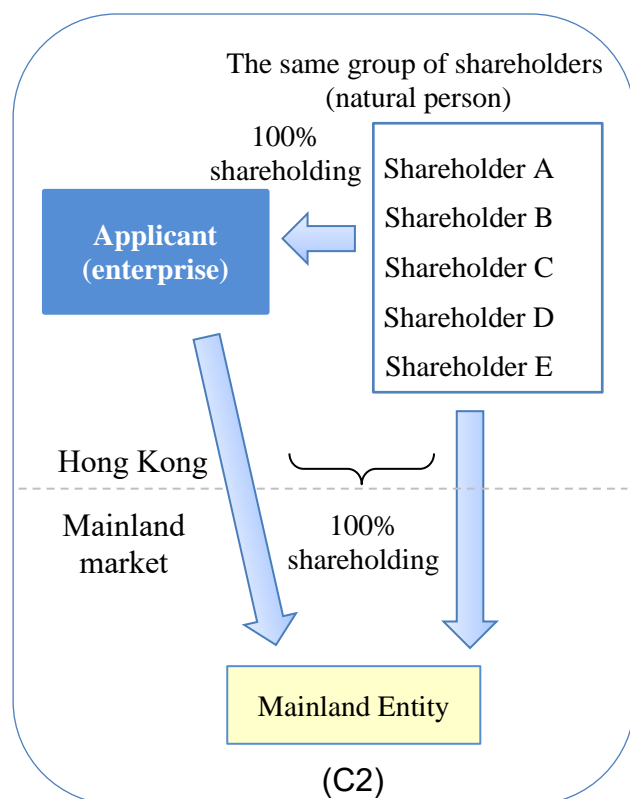 The same group of shareholders
(natural person)
100%
shareholding
Applicant
(enterprise)
Shareholder A
Shareholder B
Shareholder C
Shareholder D
Shareholder E
Hong Kong
Mainland
market
100%
shareholding
Mainland Entity
(C2)